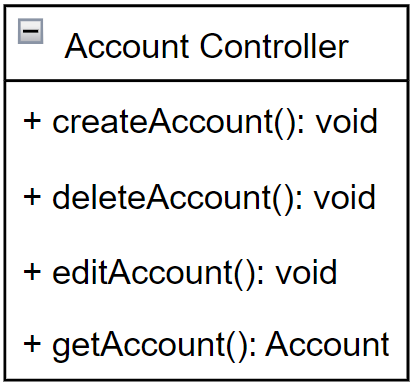 Account Controller
+ createAccount(): void
+ deleteAccount(): void
+ editAccount(): void
+ getAccount(): Account